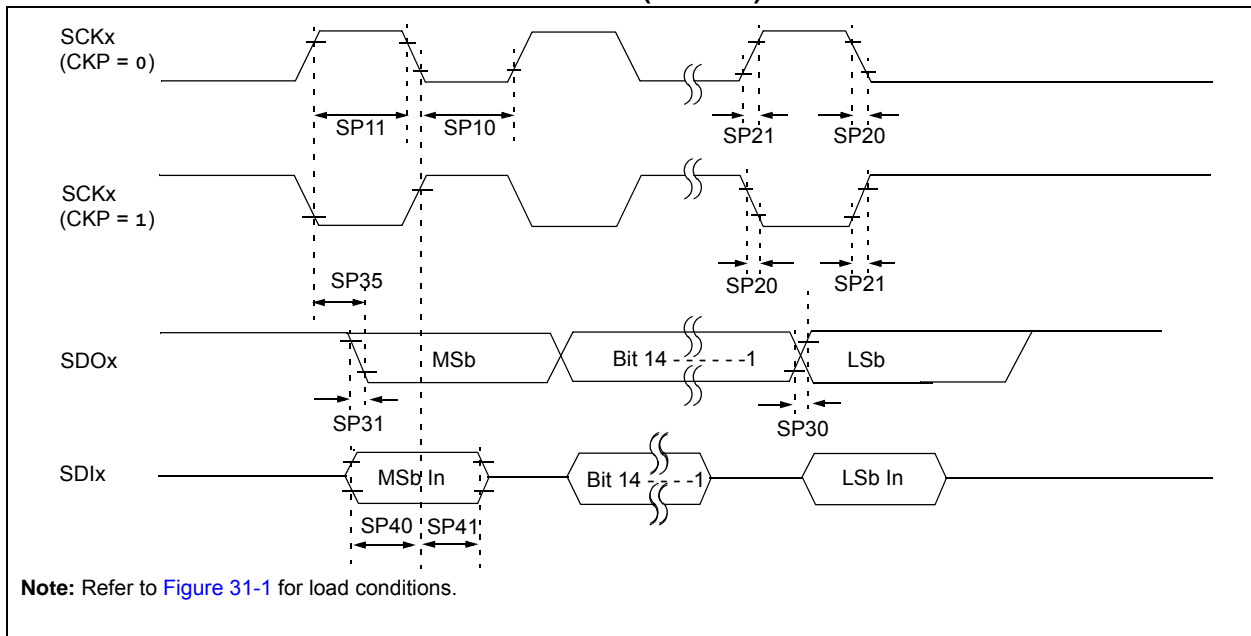 SCKx
(CKP = 0)
SP11
SP10
SP21
SP20
SCKx
(CKP = 1)
SP35
SP20
SP21
SDOx
MSb
Bit 14 - - - - - -1
LSb
SP31
SP30
SDIx
MSb In
Bit 14 - - - - -1
LSb In
SP40
SP41
Note: Refer to Figure 31-1 for load conditions.